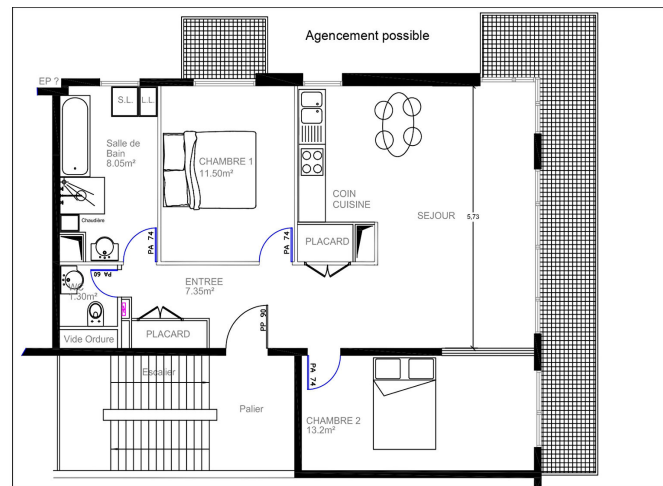 Agencement possible
EP ?
S.L.
L.L.
Salle de
Bain
8.05m²
CHAMBRE 1
11.50m²
COIN
CUISINE
SEJOUR
5,73
Chaudière
PA 74
PA 74
PLACARD
PA 60
WC
1.30m²
ENTREE
7.35m²
PP 90
PLACARD
Vide Ordure
Escalier
PA 74
Palier
CHAMBRE 2
13.2m²